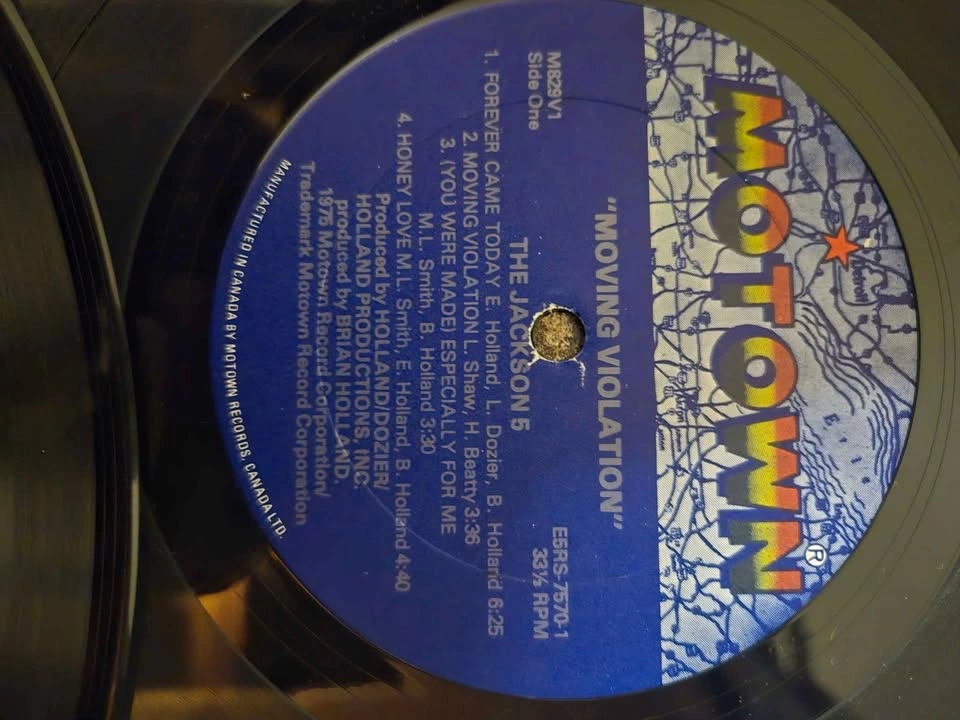 MOTOWN®
Detroit
"MOVING VIOLATION"
M829V1
Side One
E5RS-7570-1
33⅓ RPM
THE JACKSON 5
1. FOREVER CAME TODAY E. Holland, L. Dozier, B. Holland 6:25
2. MOVING VIOLATION L. Shaw, H. Beatty 3:36
3. (YOU WERE MADE) ESPECIALLY FOR ME
M.L. Smith, B. Holland 3:30
4. HONEY LOVE M.L. Smith, E. Holland, B. Holland 4:40
Produced by HOLLAND/DOZIER/
HOLLAND PRODUCTIONS, INC.
produced by BRIAN HOLLAND,
1975 Motown Record Corporation/
Trademark Motown Record Corporation
MANUFACTURED IN CANADA BY MOTOWN RECORDS, CANADA LTD.